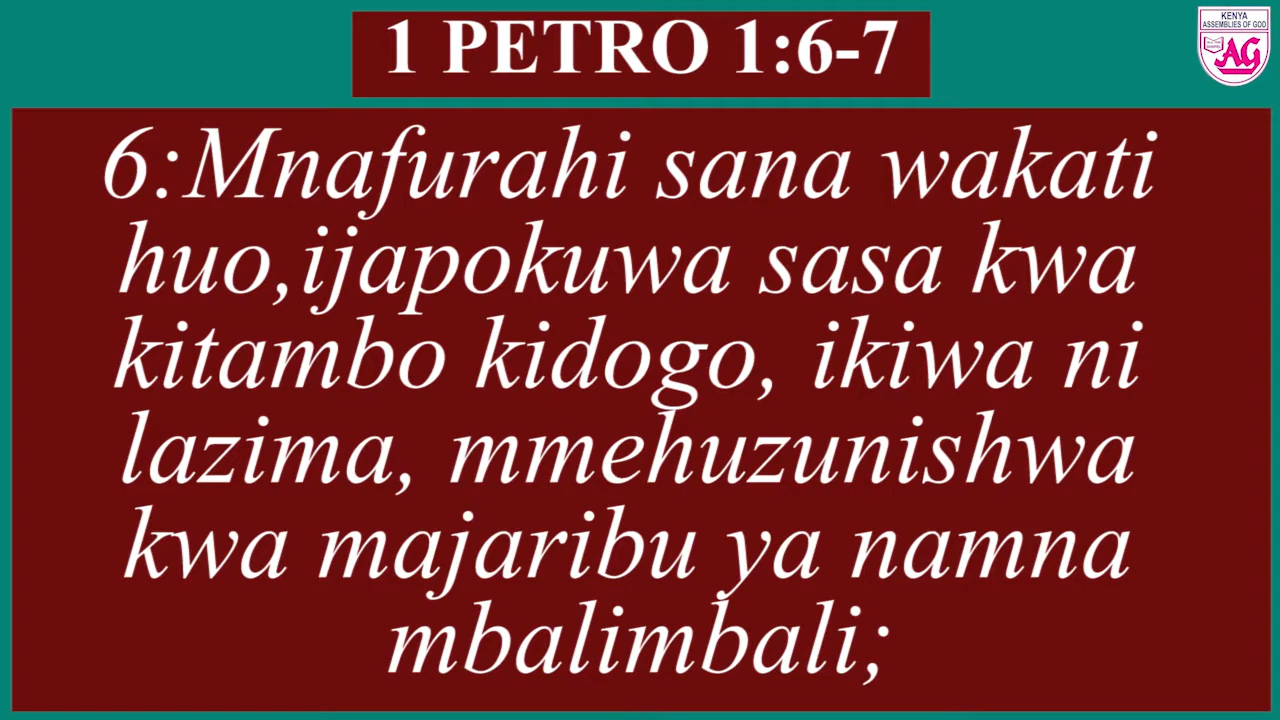 1 PETRO 1:6-7
KENYA
ASSEMBLIES OF GOD
AG
6:Mnafurahi sana wakati
huo,ijapokuwa sasa kwa
kitambo kidogo, ikiwa ni
lazima, mmehuzunishwa
kwa majaribu ya namna
mbalimbali;